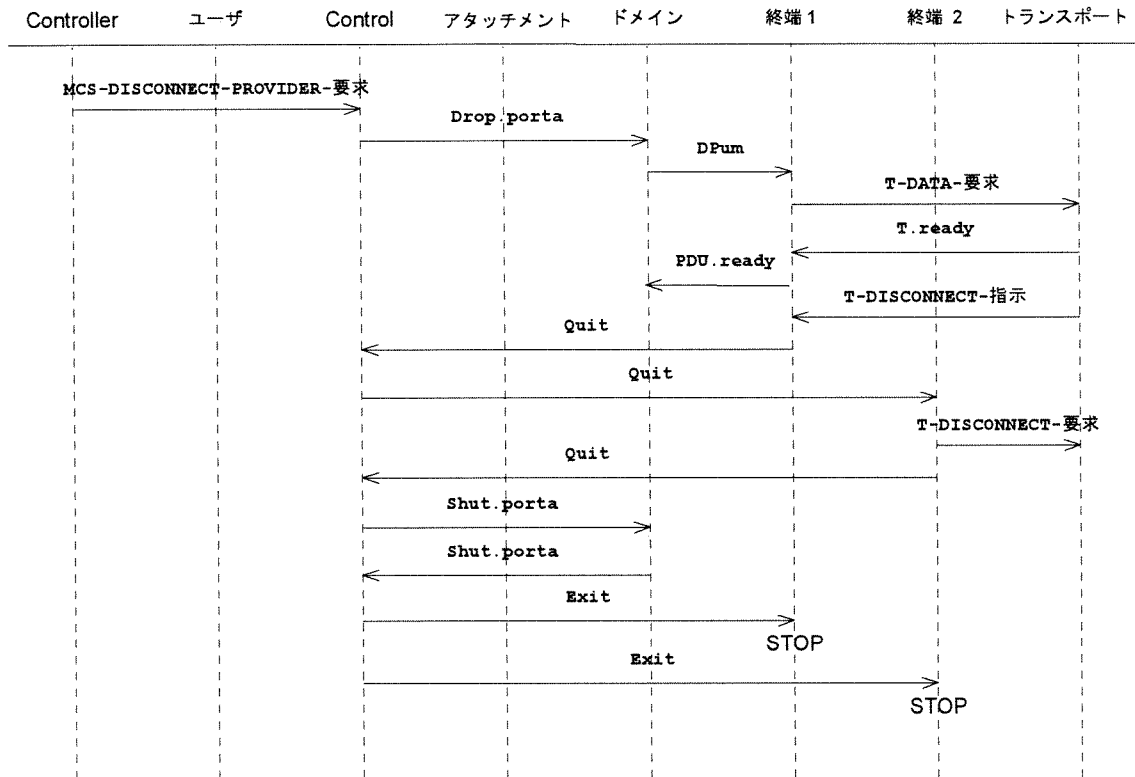 Controller ユーザ Control アタッチメント ドメイン 終端 1 終端 2 トランスポート
MCS-DISCONNECT-PROVIDER-要求
Drop.porta
DPum
T-DATA-要求
T.ready
PDU.ready
T-DISCONNECT-指示
Quit
Quit
T-DISCONNECT-要求
Quit
Shut.porta
Shut.porta
Exit
STOP
Exit
STOP